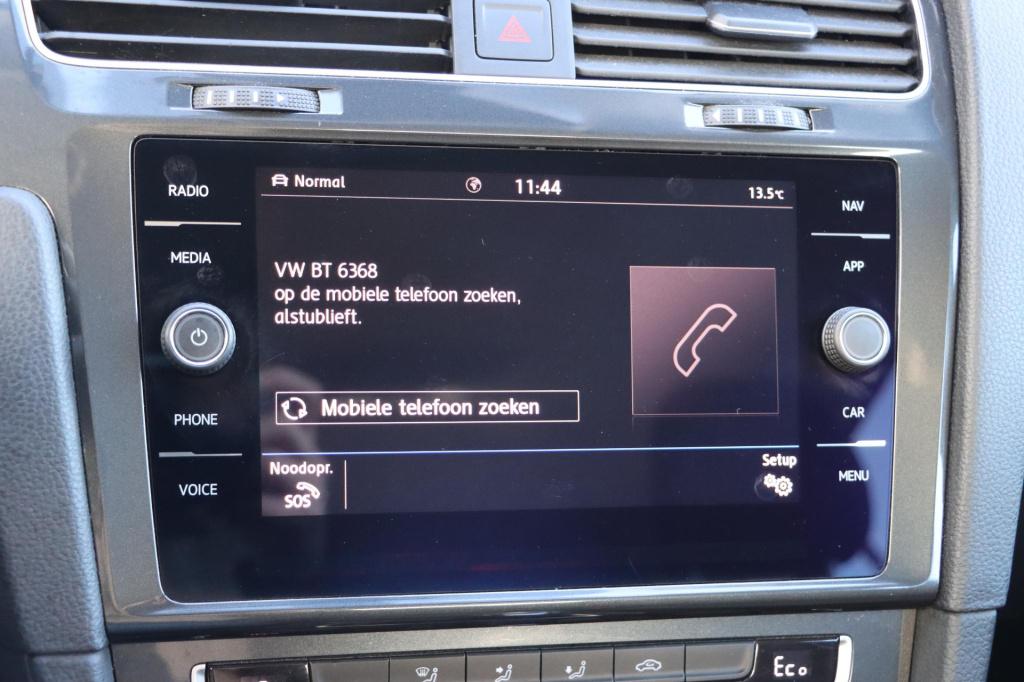 RADIO
MEDIA
PHONE
VOICE
Normal
11:44
13.5°C
VW BT 6368
op de mobiele telefoon zoeken,
alstublieft.
Mobiele telefoon zoeken
Noodopr.
SOS
Setup
NAV
APP
CAR
MENU
Eco